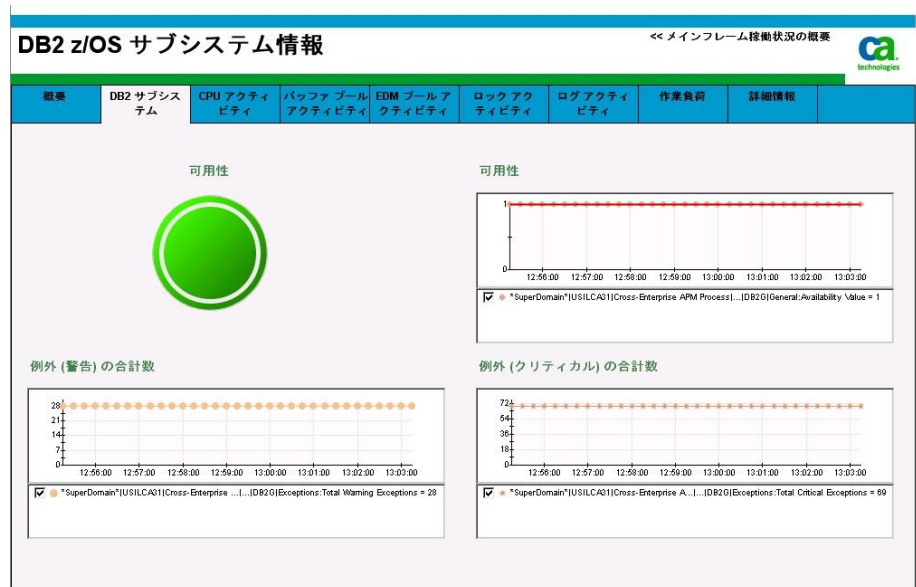 DB2 z/OS サブシステム情報
<< メインフレーム稼働状況の概要
ca.
technologies
概要
DB2 サブシス
テム
CPU アクティ
ビティ
バッファ プール
アクティビティ
EDM プール ア
クティビティ
ロック アク
ティビティ
ログ アクティ
ビティ
作業負荷
詳細情報
可用性
可用性
1
0
12:56:00 12:57:00 12:58:00 12:59:00 13:00:00 13:01:00 13:02:00 13:03:00
*SuperDomain*|USILCA31|Cross-Enterprise APM Process|...|DB2G|General:Availability Value = 1
例外 (警告) の合計数
28
21
14
7
0
12:56:00 12:57:00 12:58:00 12:59:00 13:00:00 13:01:00 13:02:00 13:03:00
*SuperDomain*|USILCA31|Cross-Enterprise ...|...|DB2G|Exceptions:Total Warning Exceptions = 28
例外 (クリティカル) の合計数
72
54
36
18
0
12:56:00 12:57:00 12:58:00 12:59:00 13:00:00 13:01:00 13:02:00 13:03:00
*SuperDomain*|USILCA31|Cross-Enterprise A...|...|DB2G|Exceptions:Total Critical Exceptions = 69